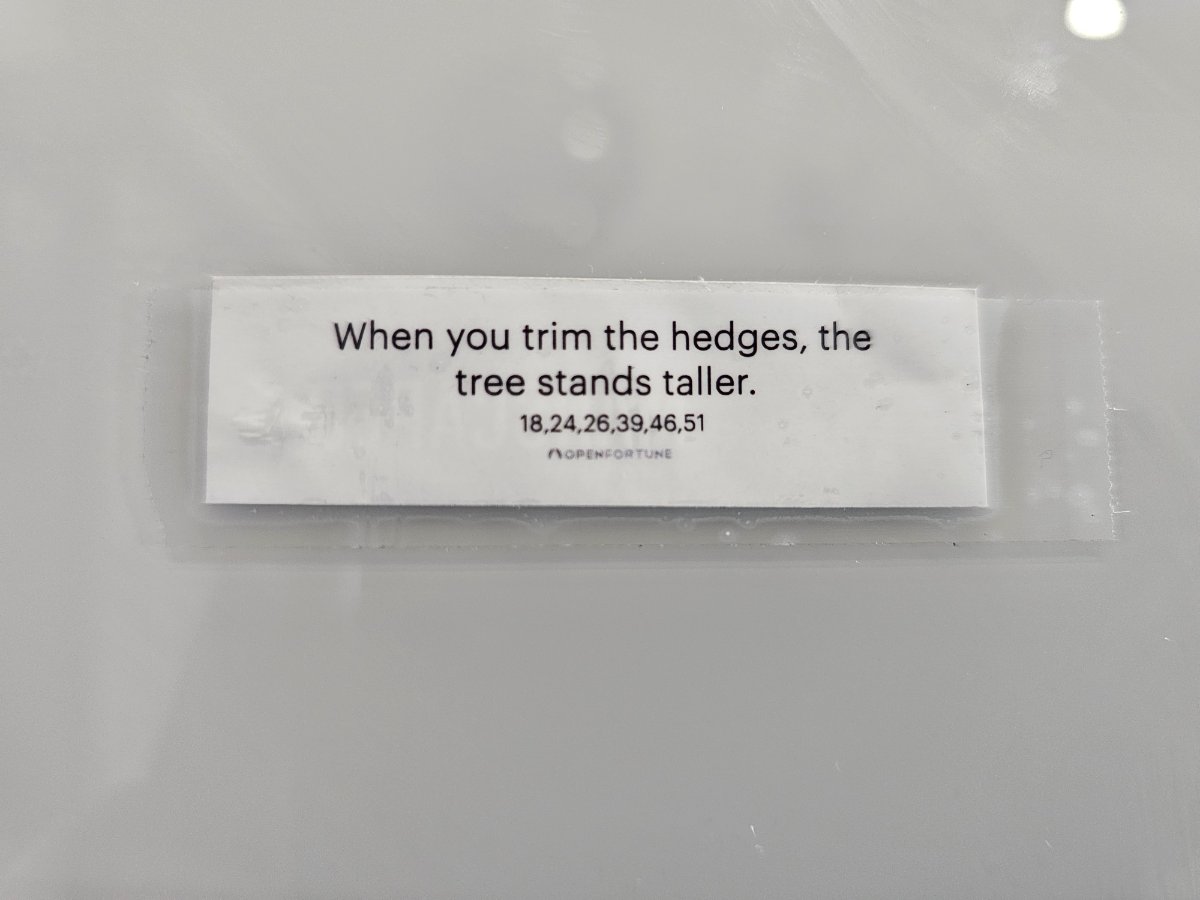 When you trim the hedges, the
tree stands taller.
18,24,26,39,46,51
OPENFORTUNE